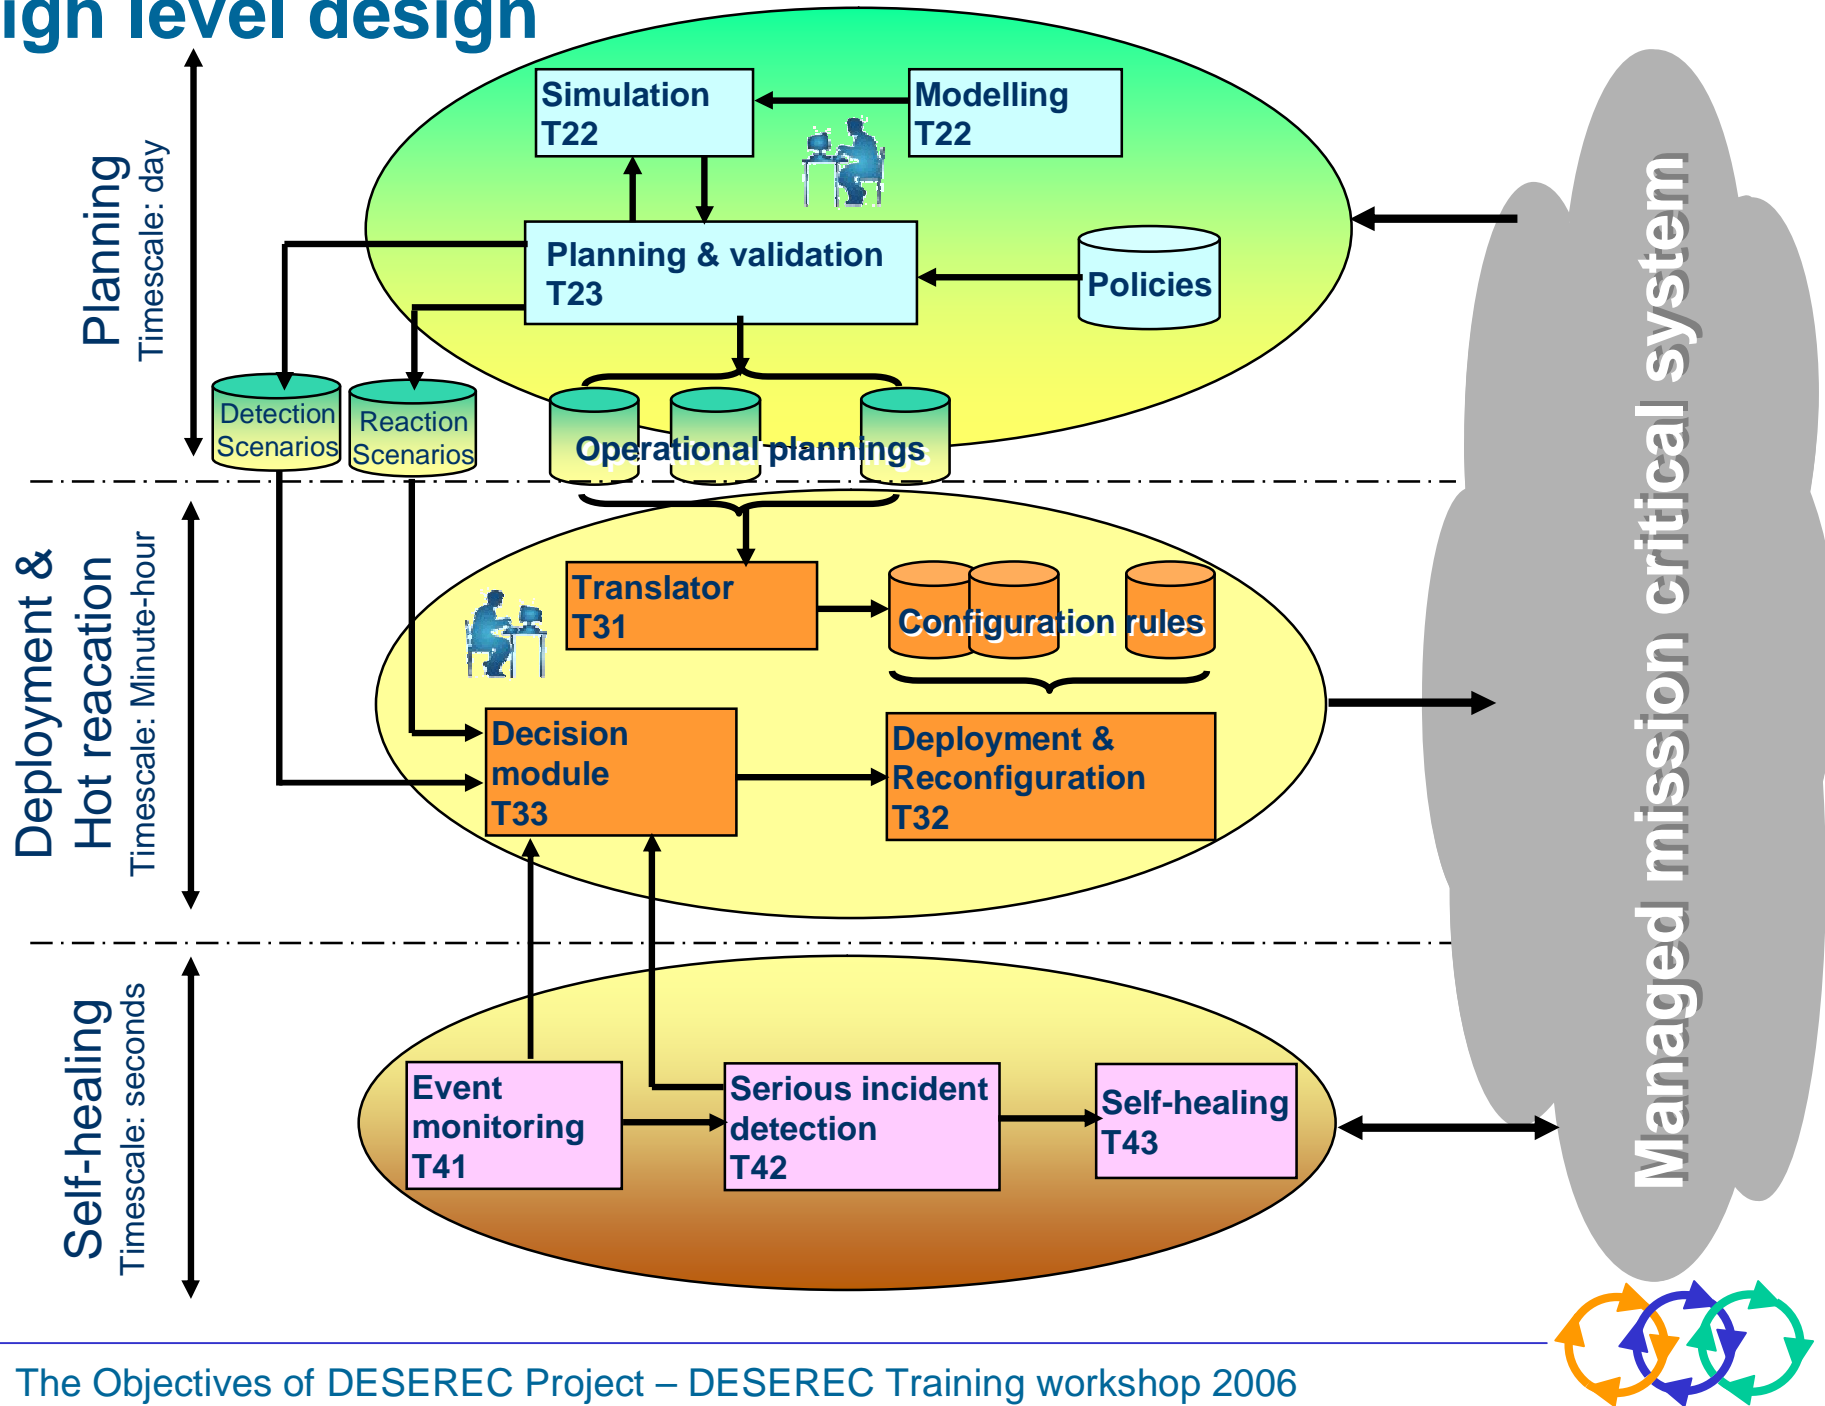 igh level design
Planning
Timescale: day
Simulation
T22
Modelling
T22
Planning & validation
T23
Policies
Detection
Scenarios
Reaction
Scenarios
Operational plannings
Deployment &
Hot reacation
Timescale: Minute-hour
Translator
T31
Configuration rules
Decision
module
T33
Deployment &
Reconfiguration
T32
Self-healing
Timescale: seconds
Event
monitoring
T41
Serious incident
detection
T42
Self-healing
T43
Managed mission critical system
The Objectives of DESEREC Project – DESEREC Training workshop 2006